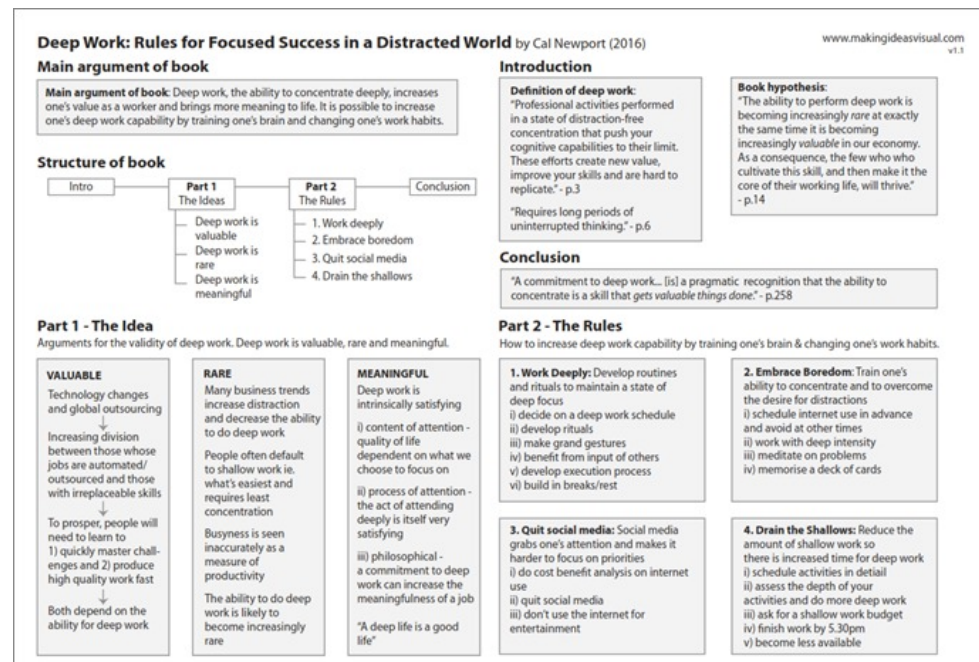 Deep Work: Rules for Focused Success in a Distracted World by Cal Newport (2016)
www.makingideasvisual.com
v1.1
Main argument of book
Main argument of book: Deep work, the ability to concentrate deeply, increases
one's value as a worker and brings more meaning to life. It is possible to increase
one's deep work capability by training one's brain and changing one's work habits.
Structure of book
Intro
Part 1
The Ideas
Part 2
The Rules
Conclusion
Deep work is
valuable
Deep work is
rare
Deep work is
meaningful
1. Work deeply
2. Embrace boredom
3. Quit social media
4. Drain the shallows
Introduction
Definition of deep work:
"Professional activities performed
in a state of distraction-free
concentration that push your
cognitive capabilities to their limit.
These efforts create new value,
improve your skills and are hard to
replicate." - p.3
"Requires long periods of
uninterrupted thinking." - p.6
Book hypothesis:
"The ability to perform deep work is
becoming increasingly rare at exactly
the same time it is becoming
increasingly valuable in our economy.
As a consequence, the few who who
cultivate this skill, and then make it the
core of their working life, will thrive."
- p.14
Conclusion
"A commitment to deep work... [is] a pragmatic recognition that the ability to
concentrate is a skill that gets valuable things done." - p.258
Part 1 - The Idea
Arguments for the validity of deep work. Deep work is valuable, rare and meaningful.
VALUABLE
Technology changes
and global outsourcing
Increasing division
between those whose
jobs are automated/
outsourced and those
with irreplaceable skills
To prosper, people will
need to learn to
1) quickly master chall-
enges and 2) produce
high quality work fast
Both depend on the
ability for deep work
RARE
Many business trends
increase distraction
and decrease the ability
to do deep work
People often default
to shallow work ie.
what's easiest and
requires least
concentration
Busyness is seen
inaccurately as a
measure of
productivity
The ability to do deep
work is likely to
become increasingly
rare
MEANINGFUL
Deep work is
intrinsically satisfying
i) content of attention -
quality of life
dependent on what we
choose to focus on
ii) process of attention -
the act of attending
deeply is itself very
satisfying
iii) philosophical -
a commitment to deep
work can increase the
meaningfulness of a job
"A deep life is a good
life"
Part 2 - The Rules
How to increase deep work capability by training one's brain & changing one's work habits.
1. Work Deeply: Develop routines
and rituals to maintain a state of
deep focus
i) decide on a deep work schedule
ii) develop rituals
iii) make grand gestures
iv) benefit from input of others
v) develop execution process
vi) build in breaks/rest
2. Embrace Boredom: Train one's
ability to concentrate and to overcome
the desire for distractions
i) schedule internet use in advance
and avoid at other times
ii) work with deep intensity
iii) meditate on problems
iv) memorise a deck of cards
3. Quit social media: Social media
grabs one's attention and makes it
harder to focus on priorities
i) do cost benefit analysis on internet
use
ii) quit social media
iii) don't use the internet for
entertainment
4. Drain the Shallows: Reduce the
amount of shallow work so
there is increased time for deep work
i) schedule activities in detiail
ii) assess the depth of your
activities and do more deep work
iii) ask for a shallow work budget
iv) finish work by 5.30pm
v) become less available